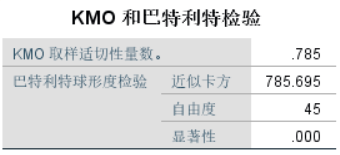 KMO 和巴特利特检验
KMO 取样适切性量数。 .785
巴特利特球形度检验 近似卡方 785.695
自由度 45
显著性 .000